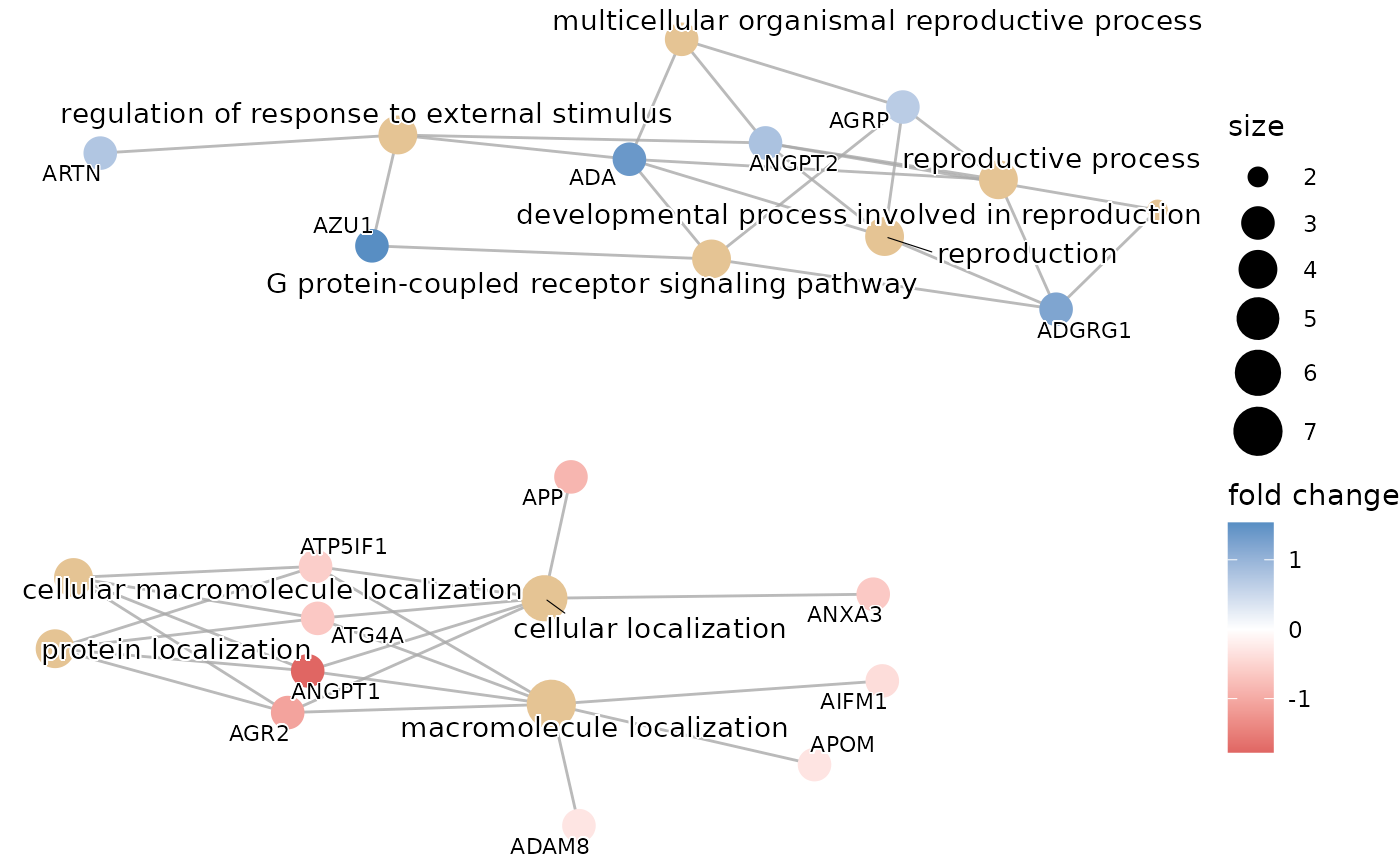 multicellular organismal reproductive process
regulation of response to external stimulus
AGRP
ARTN
ADA
ANGPT2
reproductive process
AZU1
developmental process involved in reproduction
reproduction
G protein-coupled receptor signaling pathway
ADGRG1
APP
ATP5IF1
cellular macromolecule localization
ANXA3
cellular localization
ATG4A
protein localization
ANGPT1
AIFM1
AGR2
macromolecule localization
APOM
ADAM8
size
2
3
4
5
6
7
fold change
1
0
-1